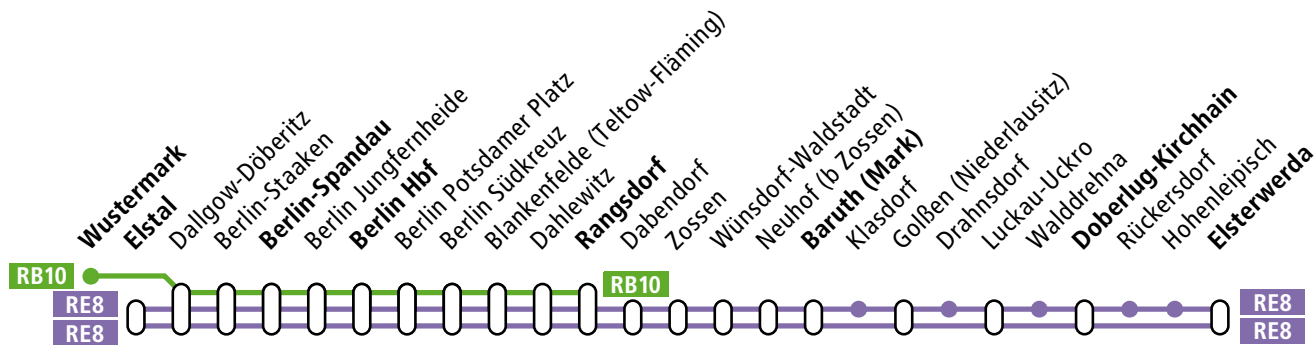 Wustermark
Elstal
Dallgow-Döberitz
Berlin-Staaken
Berlin-Spandau
Berlin Jungfernheide
Berlin Hbf
Berlin Potsdamer Platz
Berlin Südkreuz
Blankenfelde (Teltow-Fläming)
Dahlewitz
Rangsdorf
Dabendorf
Zossen
Wünsdorf-Waldstadt
Neuhof (b Zossen)
Baruth (Mark)
Klasdorf
Golßen (Niederlausitz)
Drahnsdorf
Luckau-Uckro
Walddrehna
Doberlug-Kirchhain
Rückersdorf
Hohenleipisch
Elsterwerda
RB10
RB10
RE8
RE8
RE8
RE8